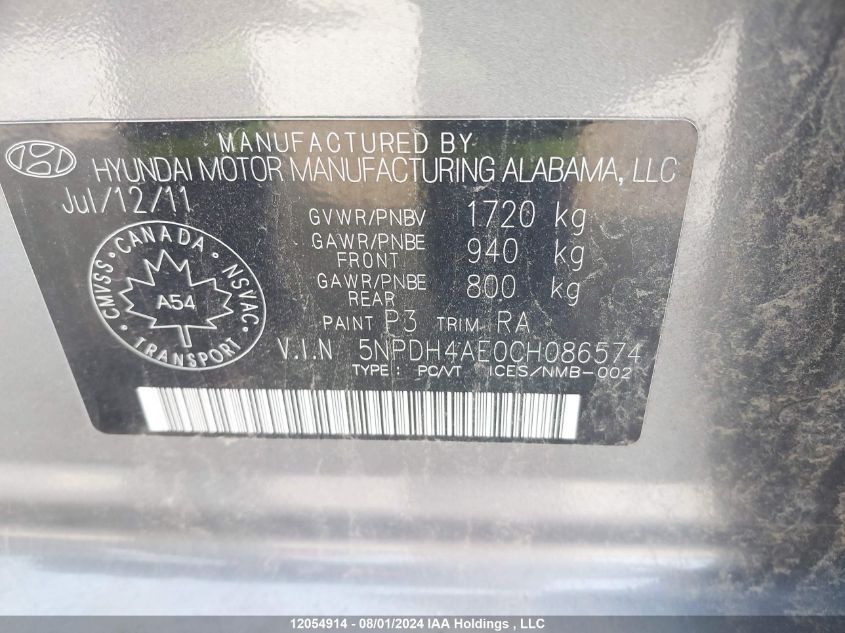 MANUFACTURED BY
HYUNDAI MOTOR MANUFACTURING ALABAMA, LLC
Jul/12/11
GVWR/PNBV 1720 kg
GAWR/PNBE FRONT 940 kg
GAWR/PNBE REAR 800 kg
PAINT P3 TRIM RA
V.I.N 5NPDH4AE0CH086574
TYPE: PC/VT ICES/NMB-002
CANADA
CMVSS
NSVAC
A54
TRANSPORT
12054914 - 08/01/2024 IAA Holdings , LLC